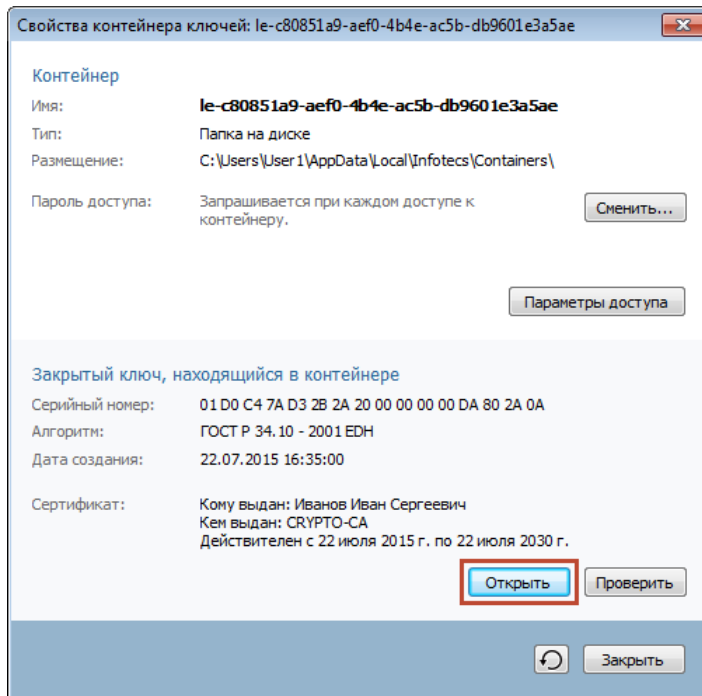 Свойства контейнера ключей: le-c80851a9-aef0-4b4e-ac5b-db9601e3a5ae
Контейнер
Имя: le-c80851a9-aef0-4b4e-ac5b-db9601e3a5ae
Тип: Папка на диске
Размещение: C:\Users\User1\AppData\Local\Infotecs\Containers\
Пароль доступа: Запрашивается при каждом доступе к
контейнеру.
Сменить...
Параметры доступа
Закрытый ключ, находящийся в контейнере
Серийный номер: 01 D0 C4 7A D3 2B 2A 20 00 00 00 00 DA 80 2A 0A
Алгоритм: ГОСТ Р 34.10 - 2001 EDH
Дата создания: 22.07.2015 16:35:00
Сертификат: Кому выдан: Иванов Иван Сергеевич
Кем выдан: CRYPTO-CA
Действителен с 22 июля 2015 г. по 22 июля 2030 г.
Открыть Проверить
Закрыть